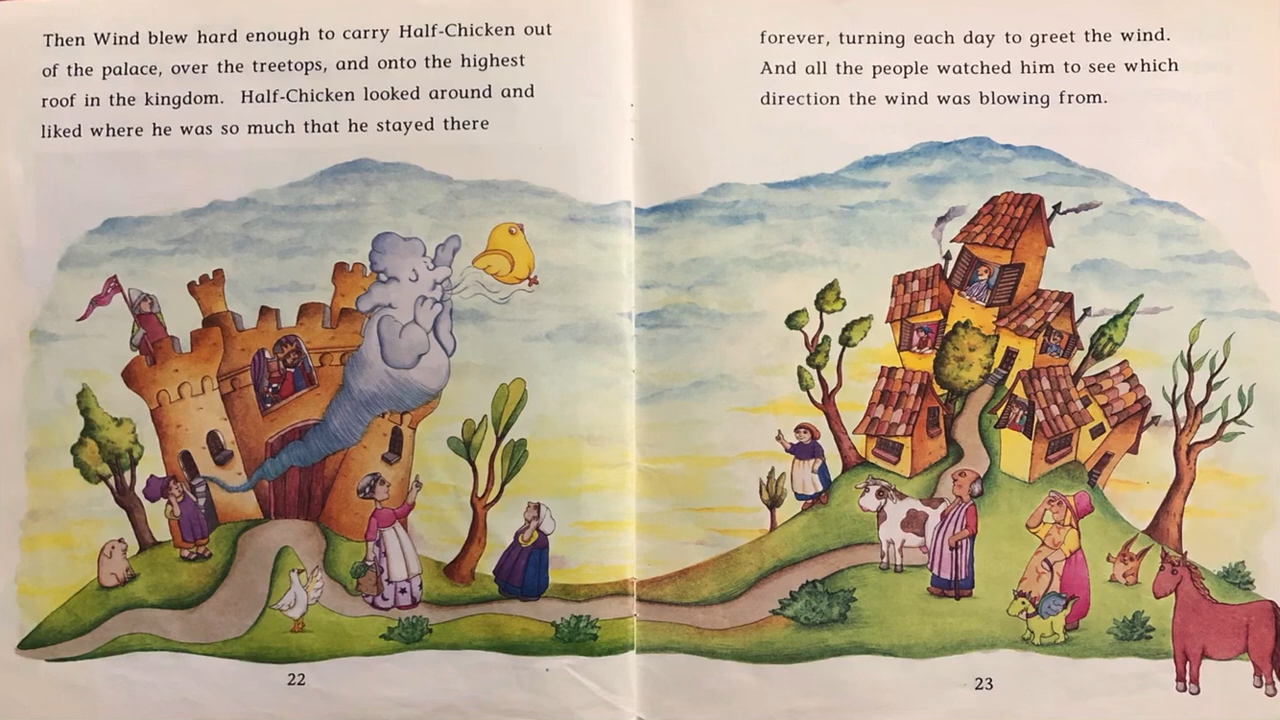 Then Wind blew hard enough to carry Half-Chicken out
of the palace, over the treetops, and onto the highest
roof in the kingdom.  Half-Chicken looked around and
liked where he was so much that he stayed there
forever, turning each day to greet the wind.
And all the people watched him to see which
direction the wind was blowing from.
22
23